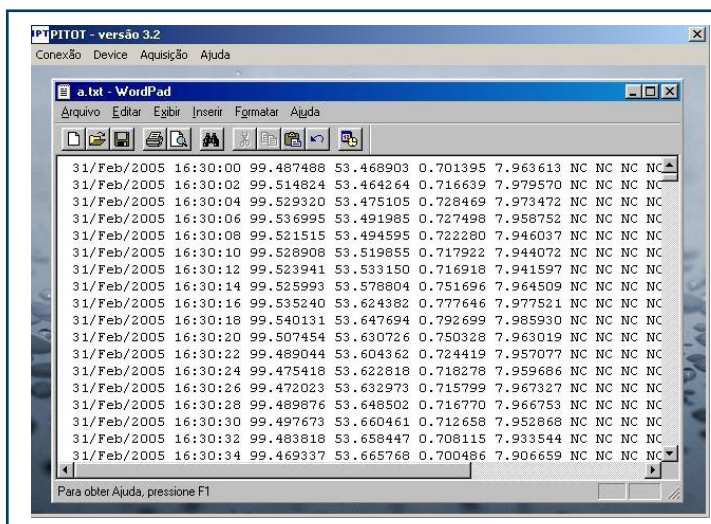 IPT PITOT - versão 3.2
Conexão Device Aquisição Ajuda
a.txt - WordPad
Arquivo Editar Exibir Inserir Formatar Ajuda
31/Feb/2005 16:30:00 99.487488 53.468903 0.701395 7.963613 NC NC NC NC
31/Feb/2005 16:30:02 99.514824 53.464264 0.716639 7.979570 NC NC NC NC
31/Feb/2005 16:30:04 99.529320 53.475105 0.728469 7.973472 NC NC NC NC
31/Feb/2005 16:30:06 99.536995 53.491985 0.727498 7.958752 NC NC NC NC
31/Feb/2005 16:30:08 99.521515 53.494595 0.722280 7.946037 NC NC NC NC
31/Feb/2005 16:30:10 99.528908 53.519855 0.717922 7.944072 NC NC NC NC
31/Feb/2005 16:30:12 99.523941 53.533150 0.716918 7.941597 NC NC NC NC
31/Feb/2005 16:30:14 99.525993 53.578804 0.751696 7.964509 NC NC NC NC
31/Feb/2005 16:30:16 99.535240 53.624382 0.777646 7.977521 NC NC NC NC
31/Feb/2005 16:30:18 99.540131 53.647694 0.792699 7.985930 NC NC NC NC
31/Feb/2005 16:30:20 99.507454 53.630726 0.750328 7.963019 NC NC NC NC
31/Feb/2005 16:30:22 99.489044 53.604362 0.724419 7.957077 NC NC NC NC
31/Feb/2005 16:30:24 99.475418 53.622818 0.718278 7.959686 NC NC NC NC
31/Feb/2005 16:30:26 99.472023 53.632973 0.715799 7.967327 NC NC NC NC
31/Feb/2005 16:30:28 99.489876 53.648502 0.716770 7.966753 NC NC NC NC
31/Feb/2005 16:30:30 99.497673 53.660461 0.712658 7.952868 NC NC NC NC
31/Feb/2005 16:30:32 99.483818 53.658447 0.708115 7.933544 NC NC NC NC
31/Feb/2005 16:30:34 99.469337 53.665768 0.700486 7.906659 NC NC NC NC
Para obter Ajuda, pressione F1